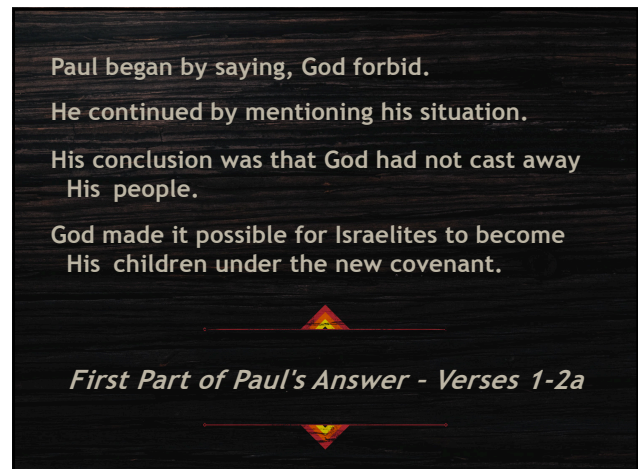 Paul began by saying, God forbid.
He continued by mentioning his situation.
His conclusion was that God had not cast away
His people.
God made it possible for Israelites to become
His children under the new covenant.
First Part of Paul's Answer - Verses 1-2a